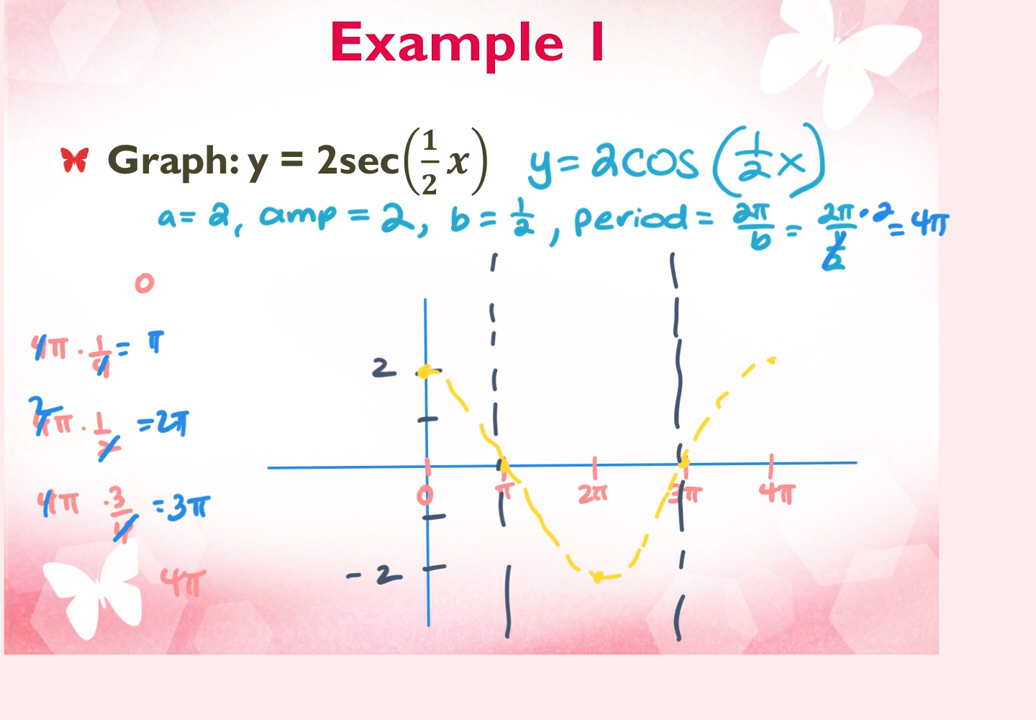 Example 1
Graph: y = 2sec(1/2 x) y = 2cos(1/2 x)
a = 2, amp = 2, b = 1/2, period = 2π/b = 2π/(1/2) · 2 = 4π
0
4π · 1/4 = π
2
4π · 1/2 = 2π
0 π 2π 3π 4π
4π · 3/4 = 3π
-2
4π